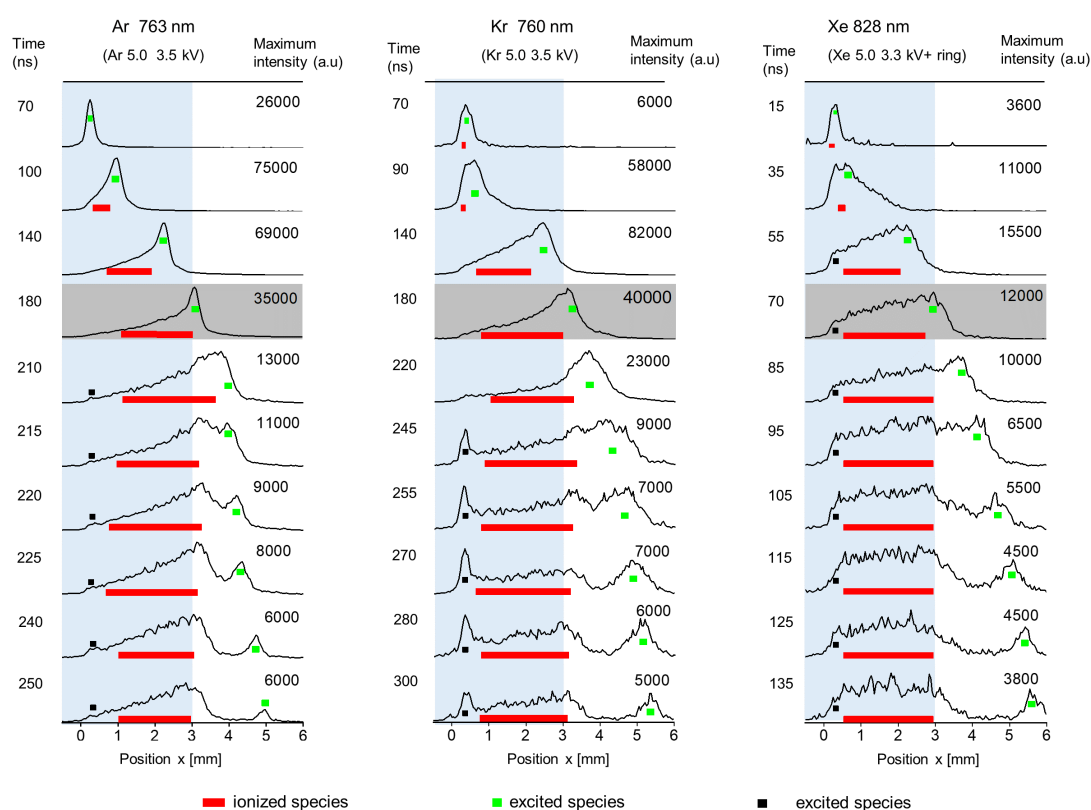 Ar 763 nm
Time
(ns)
(Ar 5.0 3.5 kV)
Maximum
intensity (a.u)
70
26000
100
75000
140
69000
180
35000
210
13000
215
11000
220
9000
225
8000
240
6000
250
6000
0 1 2 3 4 5 6
Position x [mm]
Kr 760 nm
Time
(ns)
(Kr 5.0 3.5 kV)
Maximum
intensity (a.u)
70
6000
90
58000
140
82000
180
40000
220
23000
245
9000
255
7000
270
7000
280
6000
300
5000
0 1 2 3 4 5 6
Position x [mm]
Xe 828 nm
Time
(ns)
(Xe 5.0 3.3 kV+ ring)
Maximum
intensity (a.u)
15
3600
35
11000
55
15500
70
12000
85
10000
95
6500
105
5500
115
4500
125
4500
135
3800
0 1 2 3 4 5 6
Position x [mm]
ionized species
excited species
excited species